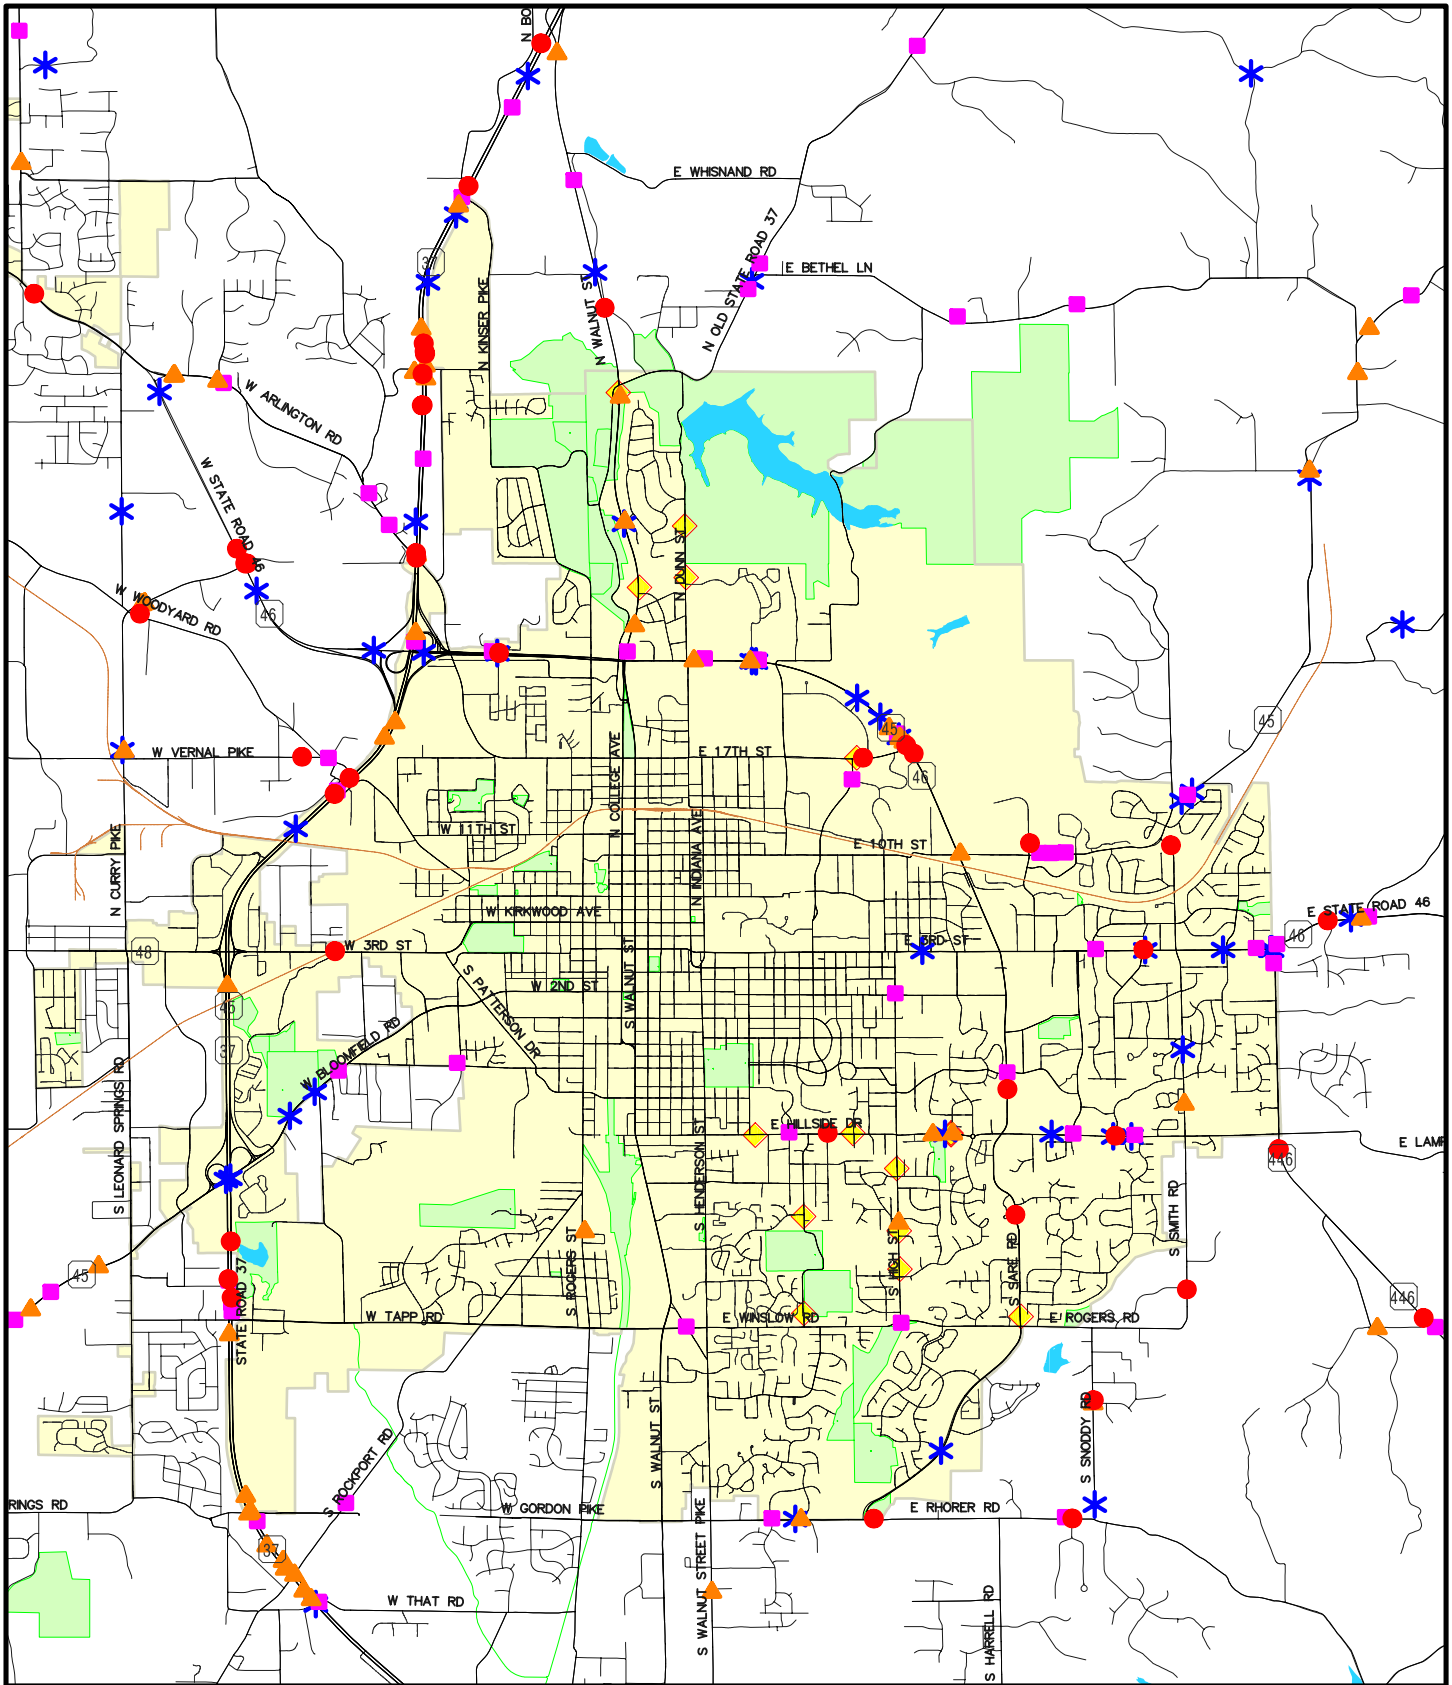 N BO
E WHISNAND RD
N OLD STATE ROAD 37
37
E BETHEL LN
N KINSER PIKE
N WALNUT ST
W ARLINGTON RD
W STATE ROAD 46
N DUNN ST
W WOODYARD RD
46
45
45
W VERNAL PIKE
E 17TH ST
46
N COLLEGE AVE
W 11TH ST
N INDIANA AVE
E 10TH ST
N CURRY PIKE
W KIRKWOOD AVE
E STATE ROAD 46
46
48
W 3RD ST
E 3RD ST
S WALNUT ST
S PATTERSON DR
W 2ND ST
45
37
W BLOOMFIELD RD
S LEONARD SPRINGS RD
E HILLSIDE DR
S HENDERSON ST
E LAMP
446
S SMITH RD
S ROGERS ST
S HIGH ST
S SARE RD
45
STATE ROAD 37
446
W TAPP RD
E WINSLOW RD
E ROGERS RD
S WALNUT ST
S SNODDY RD
S ROCKPORT RD
RINGS RD
W GORDON PIKE
E RHORER RD
S WALNUT STREET PIKE
37
W THAT RD
S HARRELL RD